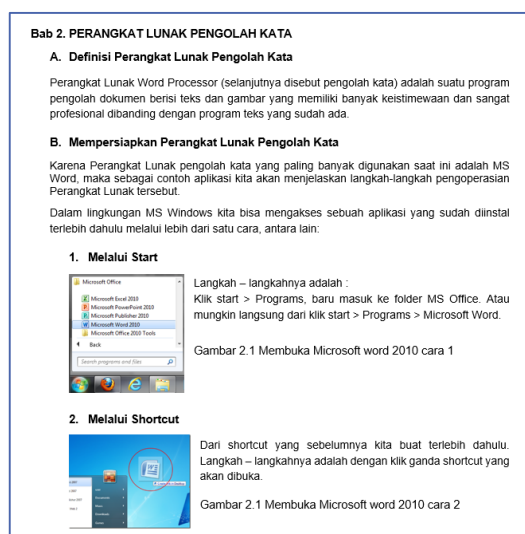 Bab 2. PERANGKAT LUNAK PENGOLAH KATA
A. Definisi Perangkat Lunak Pengolah Kata
Perangkat Lunak Word Processor (selanjutnya disebut pengolah kata) adalah suatu program
pengolah dokumen berisi teks dan gambar yang memiliki banyak keistimewaan dan sangat
profesional dibanding dengan program teks yang sudah ada.
B. Mempersiapkan Perangkat Lunak Pengolah Kata
Karena Perangkat Lunak pengolah kata yang paling banyak digunakan saat ini adalah MS
Word, maka sebagai contoh aplikasi kita akan menjelaskan langkah-langkah pengoperasian
Perangkat Lunak tersebut.
Dalam lingkungan MS Windows kita bisa mengakses sebuah aplikasi yang sudah diinstal
terlebih dahulu melalui lebih dari satu cara, antara lain:
1. Melalui Start
Microsoft Office
Microsoft Excel 2010
Microsoft PowerPoint 2010
Microsoft Publisher 2010
Microsoft Word 2010
Microsoft Office 2010 Tools
Back
Search programs and files
Langkah – langkahnya adalah :
Klik start > Programs, baru masuk ke folder MS Office. Atau
mungkin langsung dari klik start > Programs > Microsoft Word.
Gambar 2.1 Membuka Microsoft word 2010 cara 1
2. Melalui Shortcut
Dari shortcut yang sebelumnya kita buat terlebih dahulu.
Langkah – langkahnya adalah dengan klik ganda shortcut yang
akan dibuka.
Gambar 2.1 Membuka Microsoft word 2010 cara 2